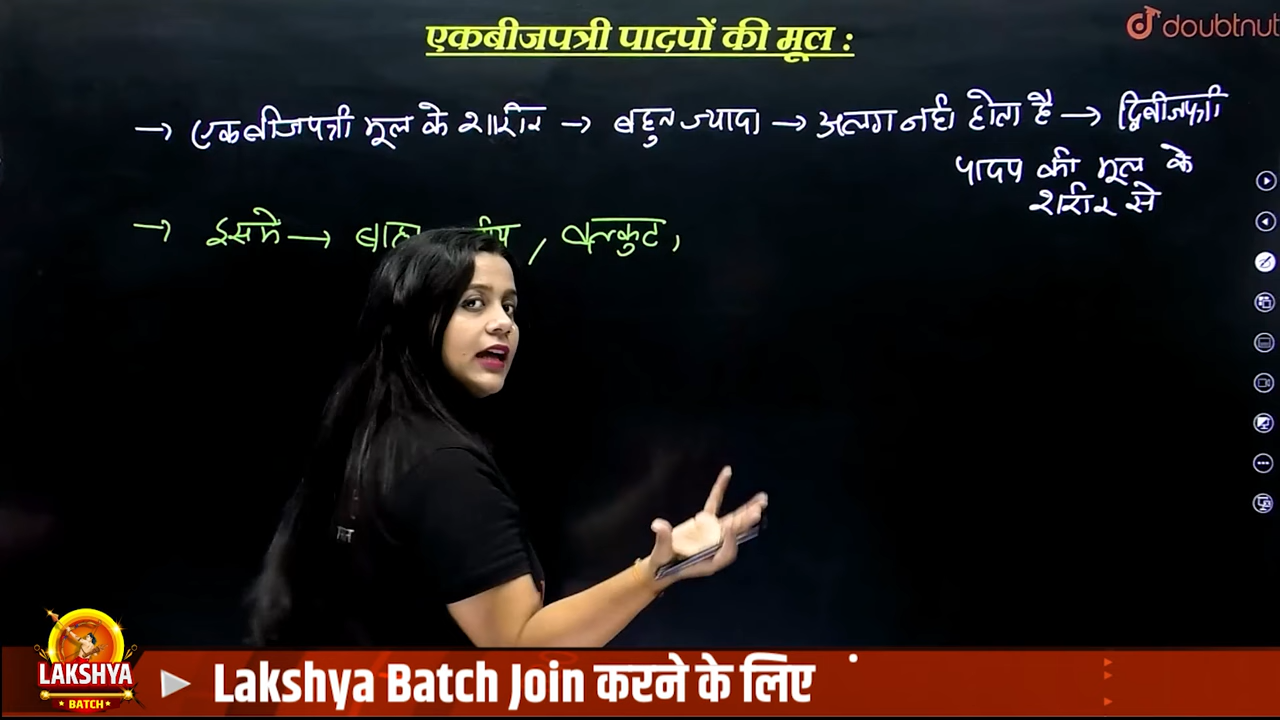 एकबीजपत्री पादपों की मूल :
doubtnut
→ एकबीजपत्री मूल के शारीर → बहुत ज्यादा → अलग नही होता है → द्विबीजपत्री
पादप की मूल के
शरीर से
→ इसमे → बाह्य , वल्कुट,
LAKSHYA
BATCH
Lakshya Batch Join करने के लिए